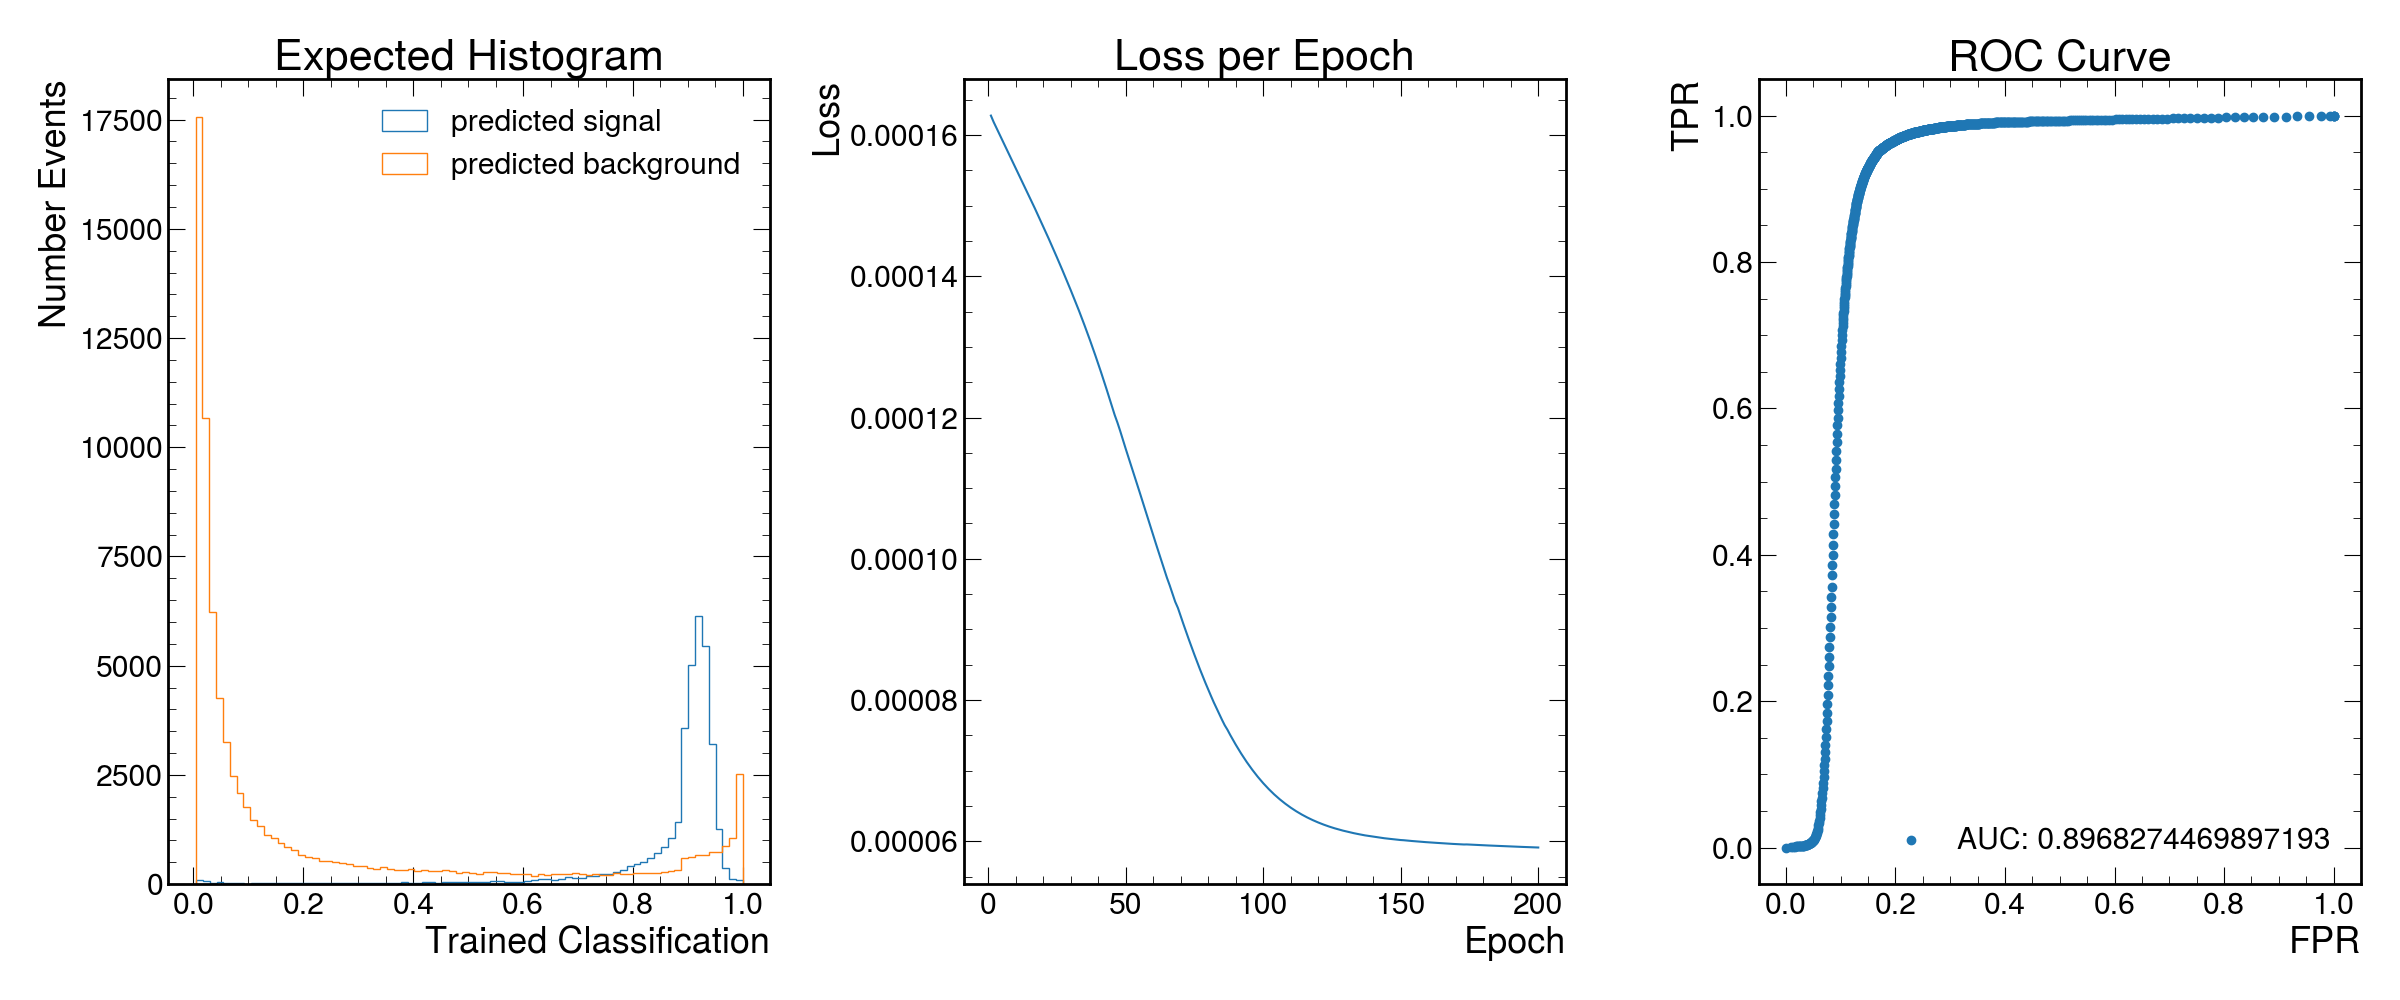 Expected Histogram
Number Events
17500
15000
12500
10000
7500
5000
2500
0
predicted signal
predicted background
0.0 0.2 0.4 0.6 0.8 1.0
Trained Classification
Loss per Epoch
Loss
0.00016
0.00014
0.00012
0.00010
0.00008
0.00006
0 50 100 150 200
Epoch
ROC Curve
TPR
1.0
0.8
0.6
0.4
0.2
0.0
AUC: 0.8968274469897193
0.0 0.2 0.4 0.6 0.8 1.0
FPR